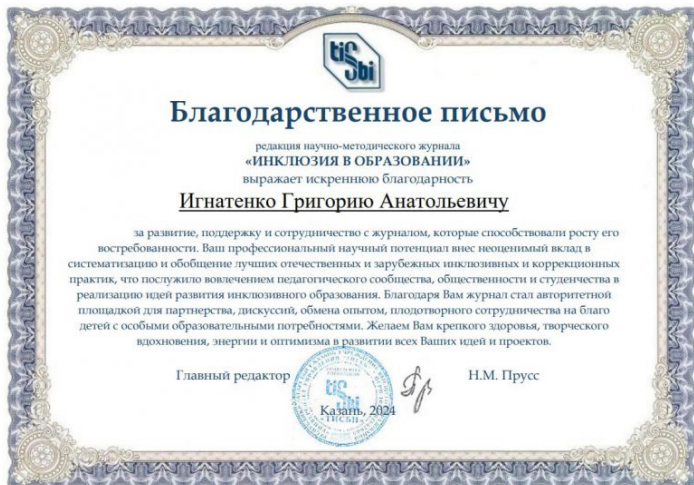 tisbi
Благодарственное письмо
редакция научно-методического журнала
«ИНКЛЮЗИЯ В ОБРАЗОВАНИИ»
выражает искреннюю благодарность
Игнатенко Григорию Анатольевичу
за развитие, поддержку и сотрудничество с журналом, которые способствовали росту его
востребованности. Ваш профессиональный научный потенциал внес неоценимый вклад в
систематизацию и обобщение лучших отечественных и зарубежных инклюзивных и коррекционных
практик, что послужило вовлечением педагогического сообщества, общественности и студенчества в
реализацию идей развития инклюзивного образования. Благодаря Вам журнал стал авторитетной
площадкой для партнерства, дискуссий, обмена опытом, плодотворного сотрудничества на благо
детей с особыми образовательными потребностями. Желаем Вам крепкого здоровья, творческого
вдохновения, энергии и оптимизма в развитии всех Ваших идей и проектов.
Главный редактор Н.М. Прусс
tisbi
Казань, 2024
"ТИСБИ"